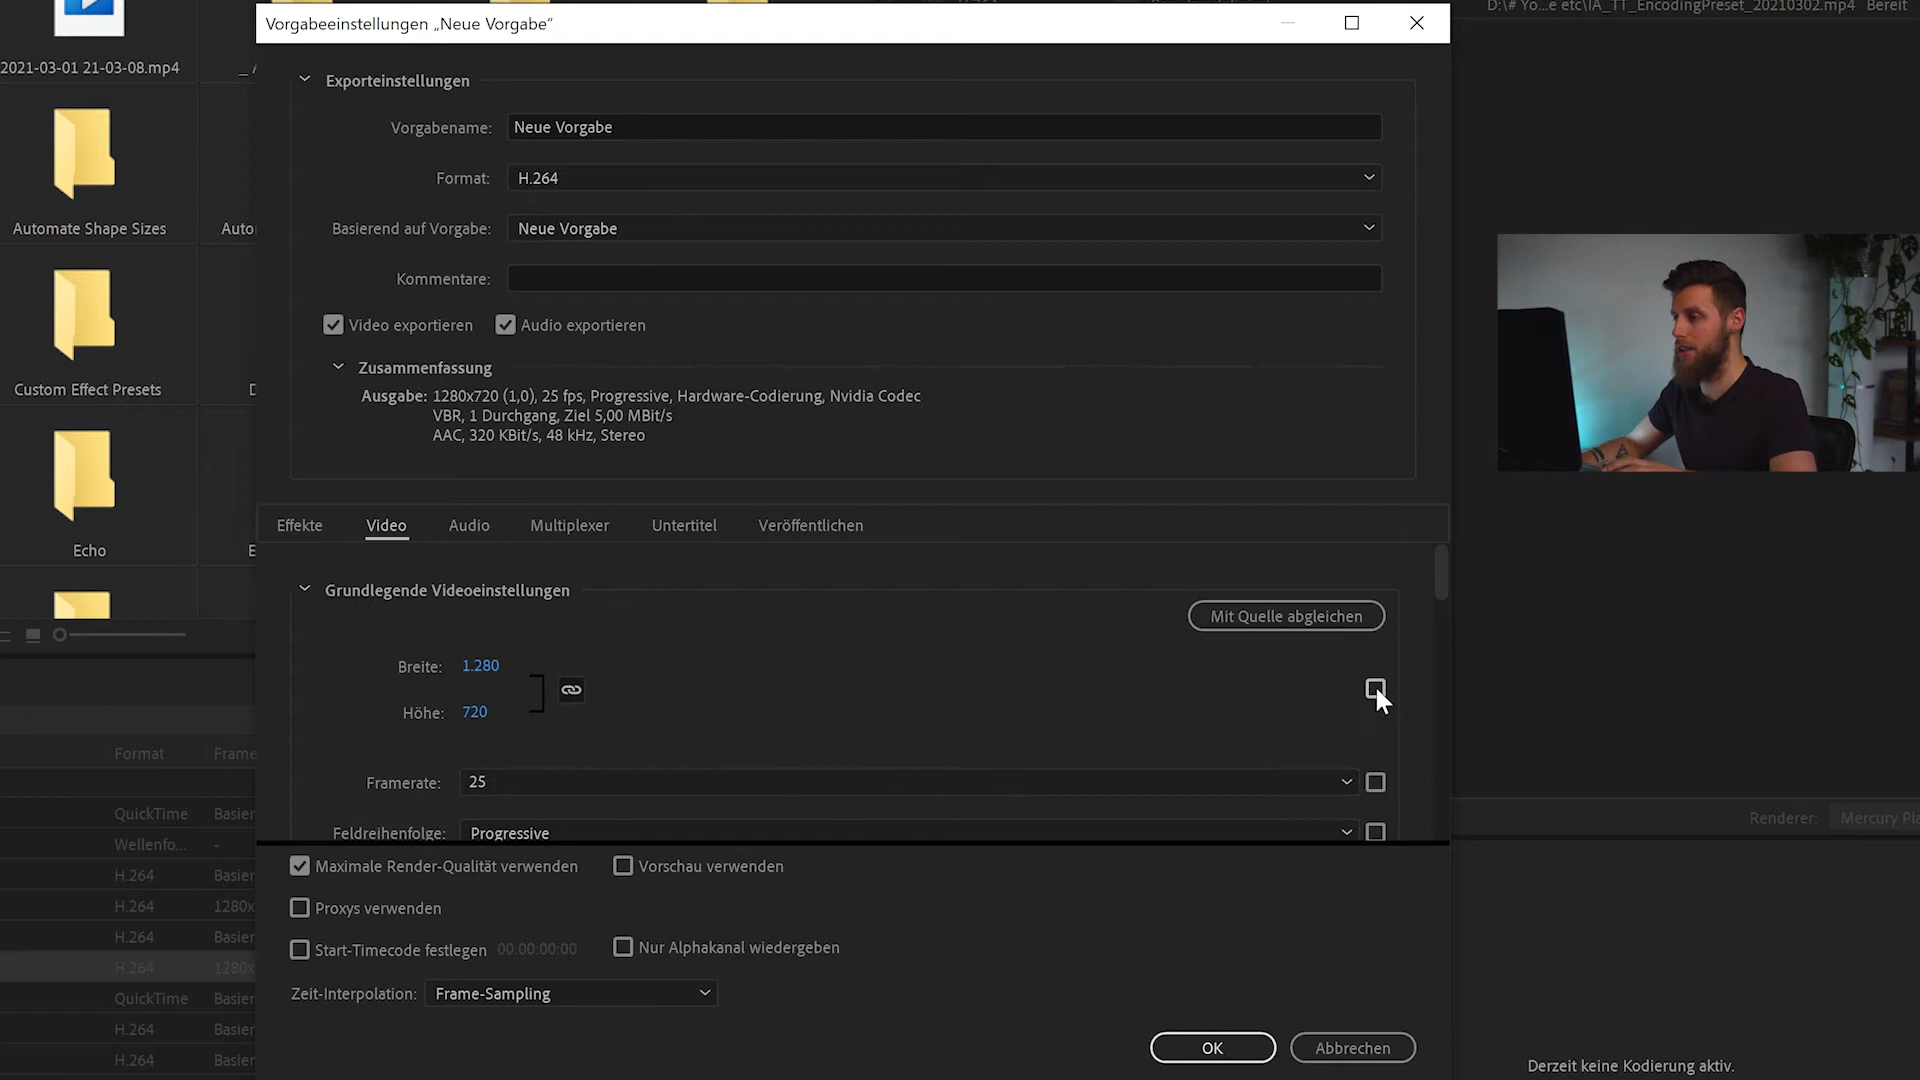 D:\# Yo...e etc\IA_TT_EncodingPreset_20210302.mp4 Bereit
Vorgabeeinstellungen „Neue Vorgabe“
2021-03-01 21-03-08.mp4
Exporteinstellungen
Vorgabename: Neue Vorgabe
Format: H.264
Automate Shape Sizes
Auto
Basierend auf Vorgabe: Neue Vorgabe
Kommentare:
Video exportieren
Audio exportieren
Zusammenfassung
Custom Effect Presets
Ausgabe: 1280x720 (1,0), 25 fps, Progressive, Hardware-Codierung, Nvidia Codec
VBR, 1 Durchgang, Ziel 5,00 MBit/s
AAC, 320 KBit/s, 48 kHz, Stereo
Effekte Video Audio Multiplexer Untertitel Veröffentlichen
Echo
E
Grundlegende Videoeinstellungen
Mit Quelle abgleichen
Breite: 1.280
Höhe: 720
Format Frame
Framerate: 25
QuickTime Basier
Renderer: Mercury Pla
Feldreihenfolge: Progressive
Wellenfo... -
Maximale Render-Qualität verwenden
Vorschau verwenden
H.264 Basier
H.264 1280x
Proxys verwenden
H.264 Basier
Start-Timecode festlegen 00:00:00:00
Nur Alphakanal wiedergeben
H.264 1280x
QuickTime Basier
Zeit-Interpolation: Frame-Sampling
H.264 Basier
H.264 Basier
OK
Abbrechen
Derzeit keine Kodierung aktiv.